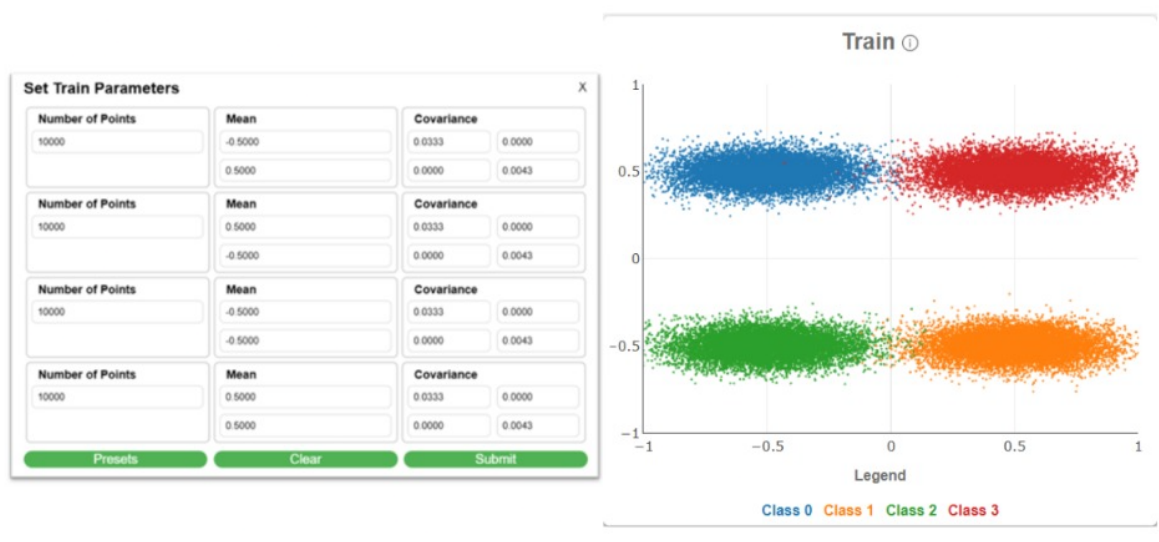 Set Train Parameters X
Number of Points Mean Covariance
10000 -0.5000 0.0333 0.0000
0.5000 0.0000 0.0043
Number of Points Mean Covariance
10000 0.5000 0.0333 0.0000
-0.5000 0.0000 0.0043
Number of Points Mean Covariance
10000 -0.5000 0.0333 0.0000
-0.5000 0.0000 0.0043
Number of Points Mean Covariance
10000 0.5000 0.0333 0.0000
0.5000 0.0000 0.0043
Presets Clear Submit
Train ⓘ
1
0.5
0
−0.5
−1
−1 −0.5 0 0.5 1
Legend
Class 0 Class 1 Class 2 Class 3